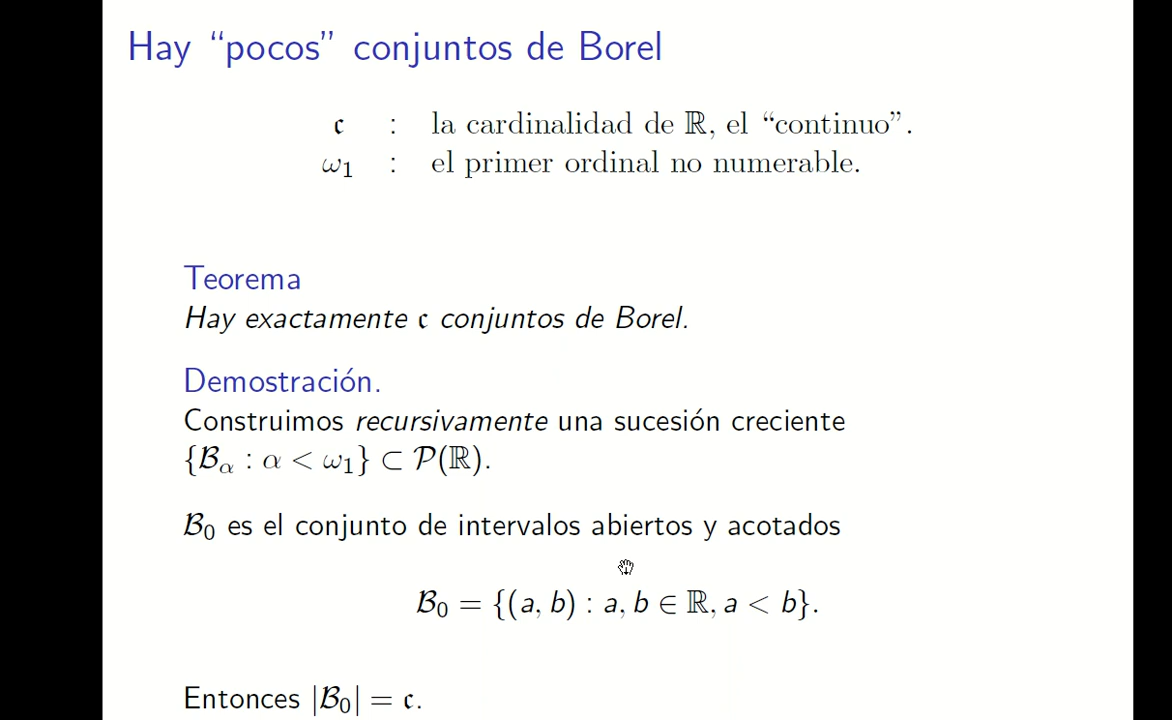 Hay “pocos” conjuntos de Borel
𝔠 : la cardinalidad de ℝ, el “continuo”.
ω₁ : el primer ordinal no numerable.
Teorema
Hay exactamente 𝔠 conjuntos de Borel.
Demostración.
Construimos recursivamente una sucesión creciente
{ℬ_α : α < ω₁} ⊂ 𝒫(ℝ).
ℬ₀ es el conjunto de intervalos abiertos y acotados
ℬ₀ = {(a, b) : a, b ∈ ℝ, a < b}.
Entonces |ℬ₀| = 𝔠.